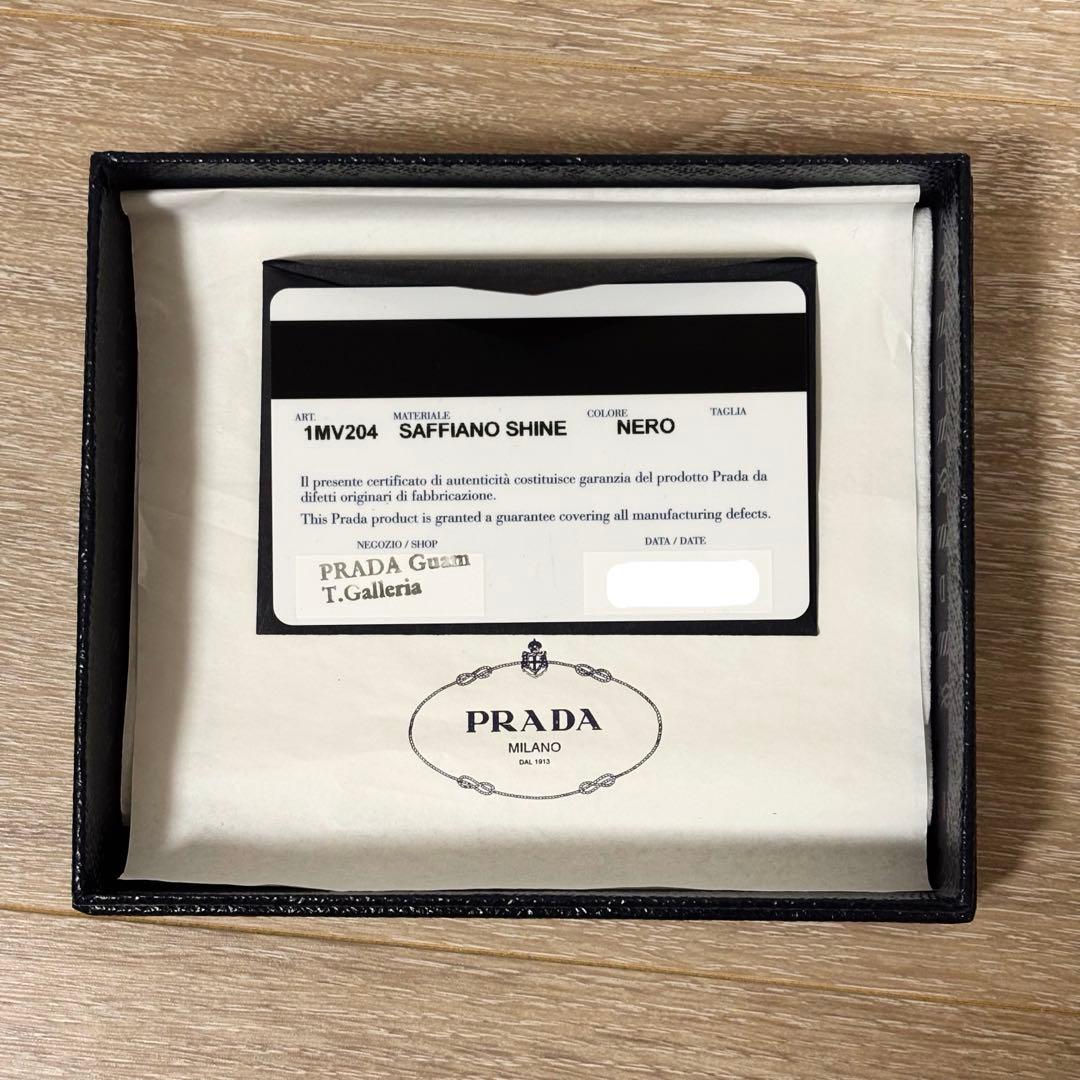 ART. MATERIALE COLORE TAGLIA
1MV204 SAFFIANO SHINE NERO
Il presente certificato di autenticità costituisce garanzia del prodotto Prada da
difetti originari di fabbricazione.
This Prada product is granted a guarantee covering all manufacturing defects.
NEGOZIO / SHOP DATA / DATE
PRADA Guam
T.Galleria
PRADA
MILANO
DAL 1913